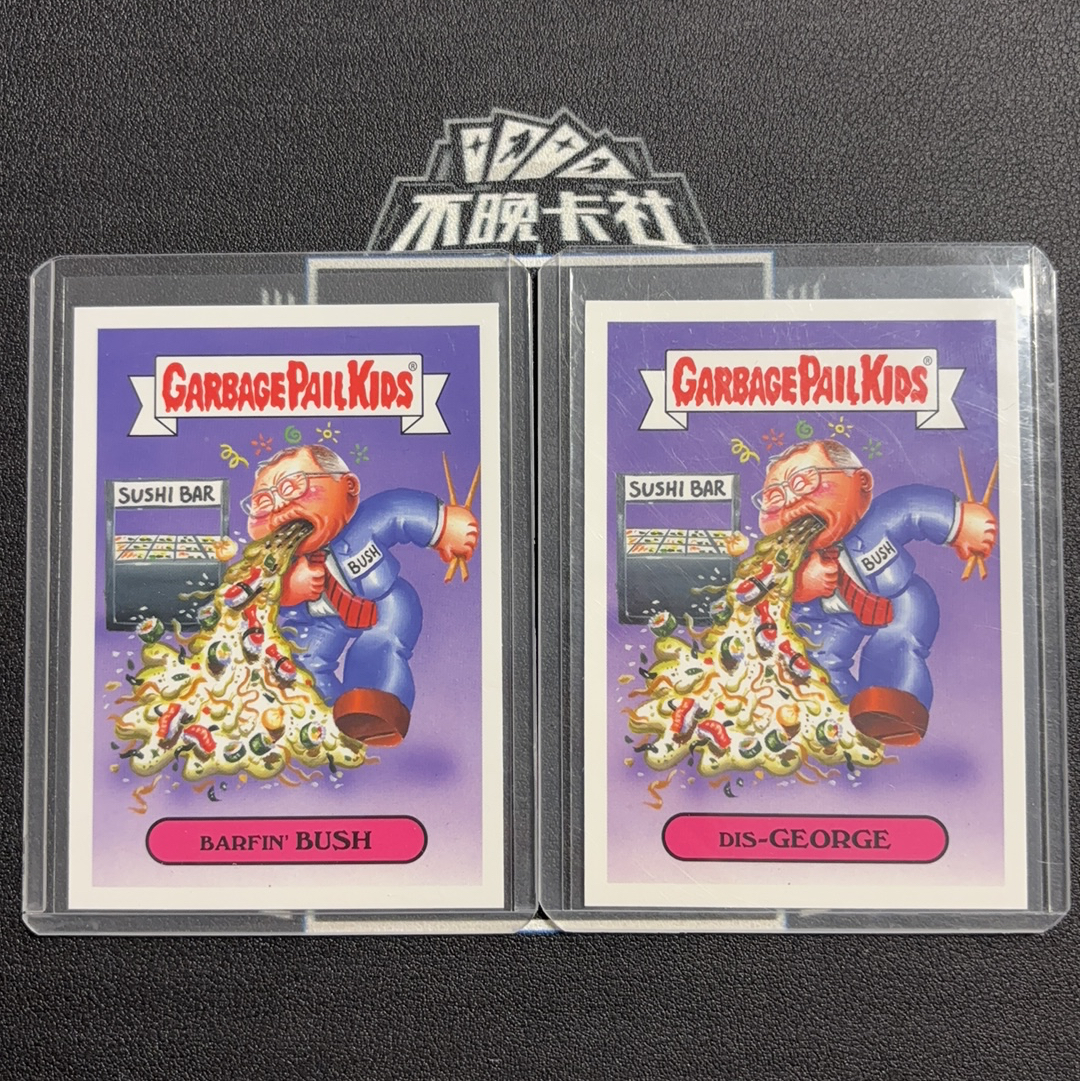 不晚卡社
GARBAGE PAIL KIDS®
SUSHI BAR
BUSH
BARFIN' BUSH
GARBAGE PAIL KIDS®
SUSHI BAR
BUSH
DIS-GEORGE